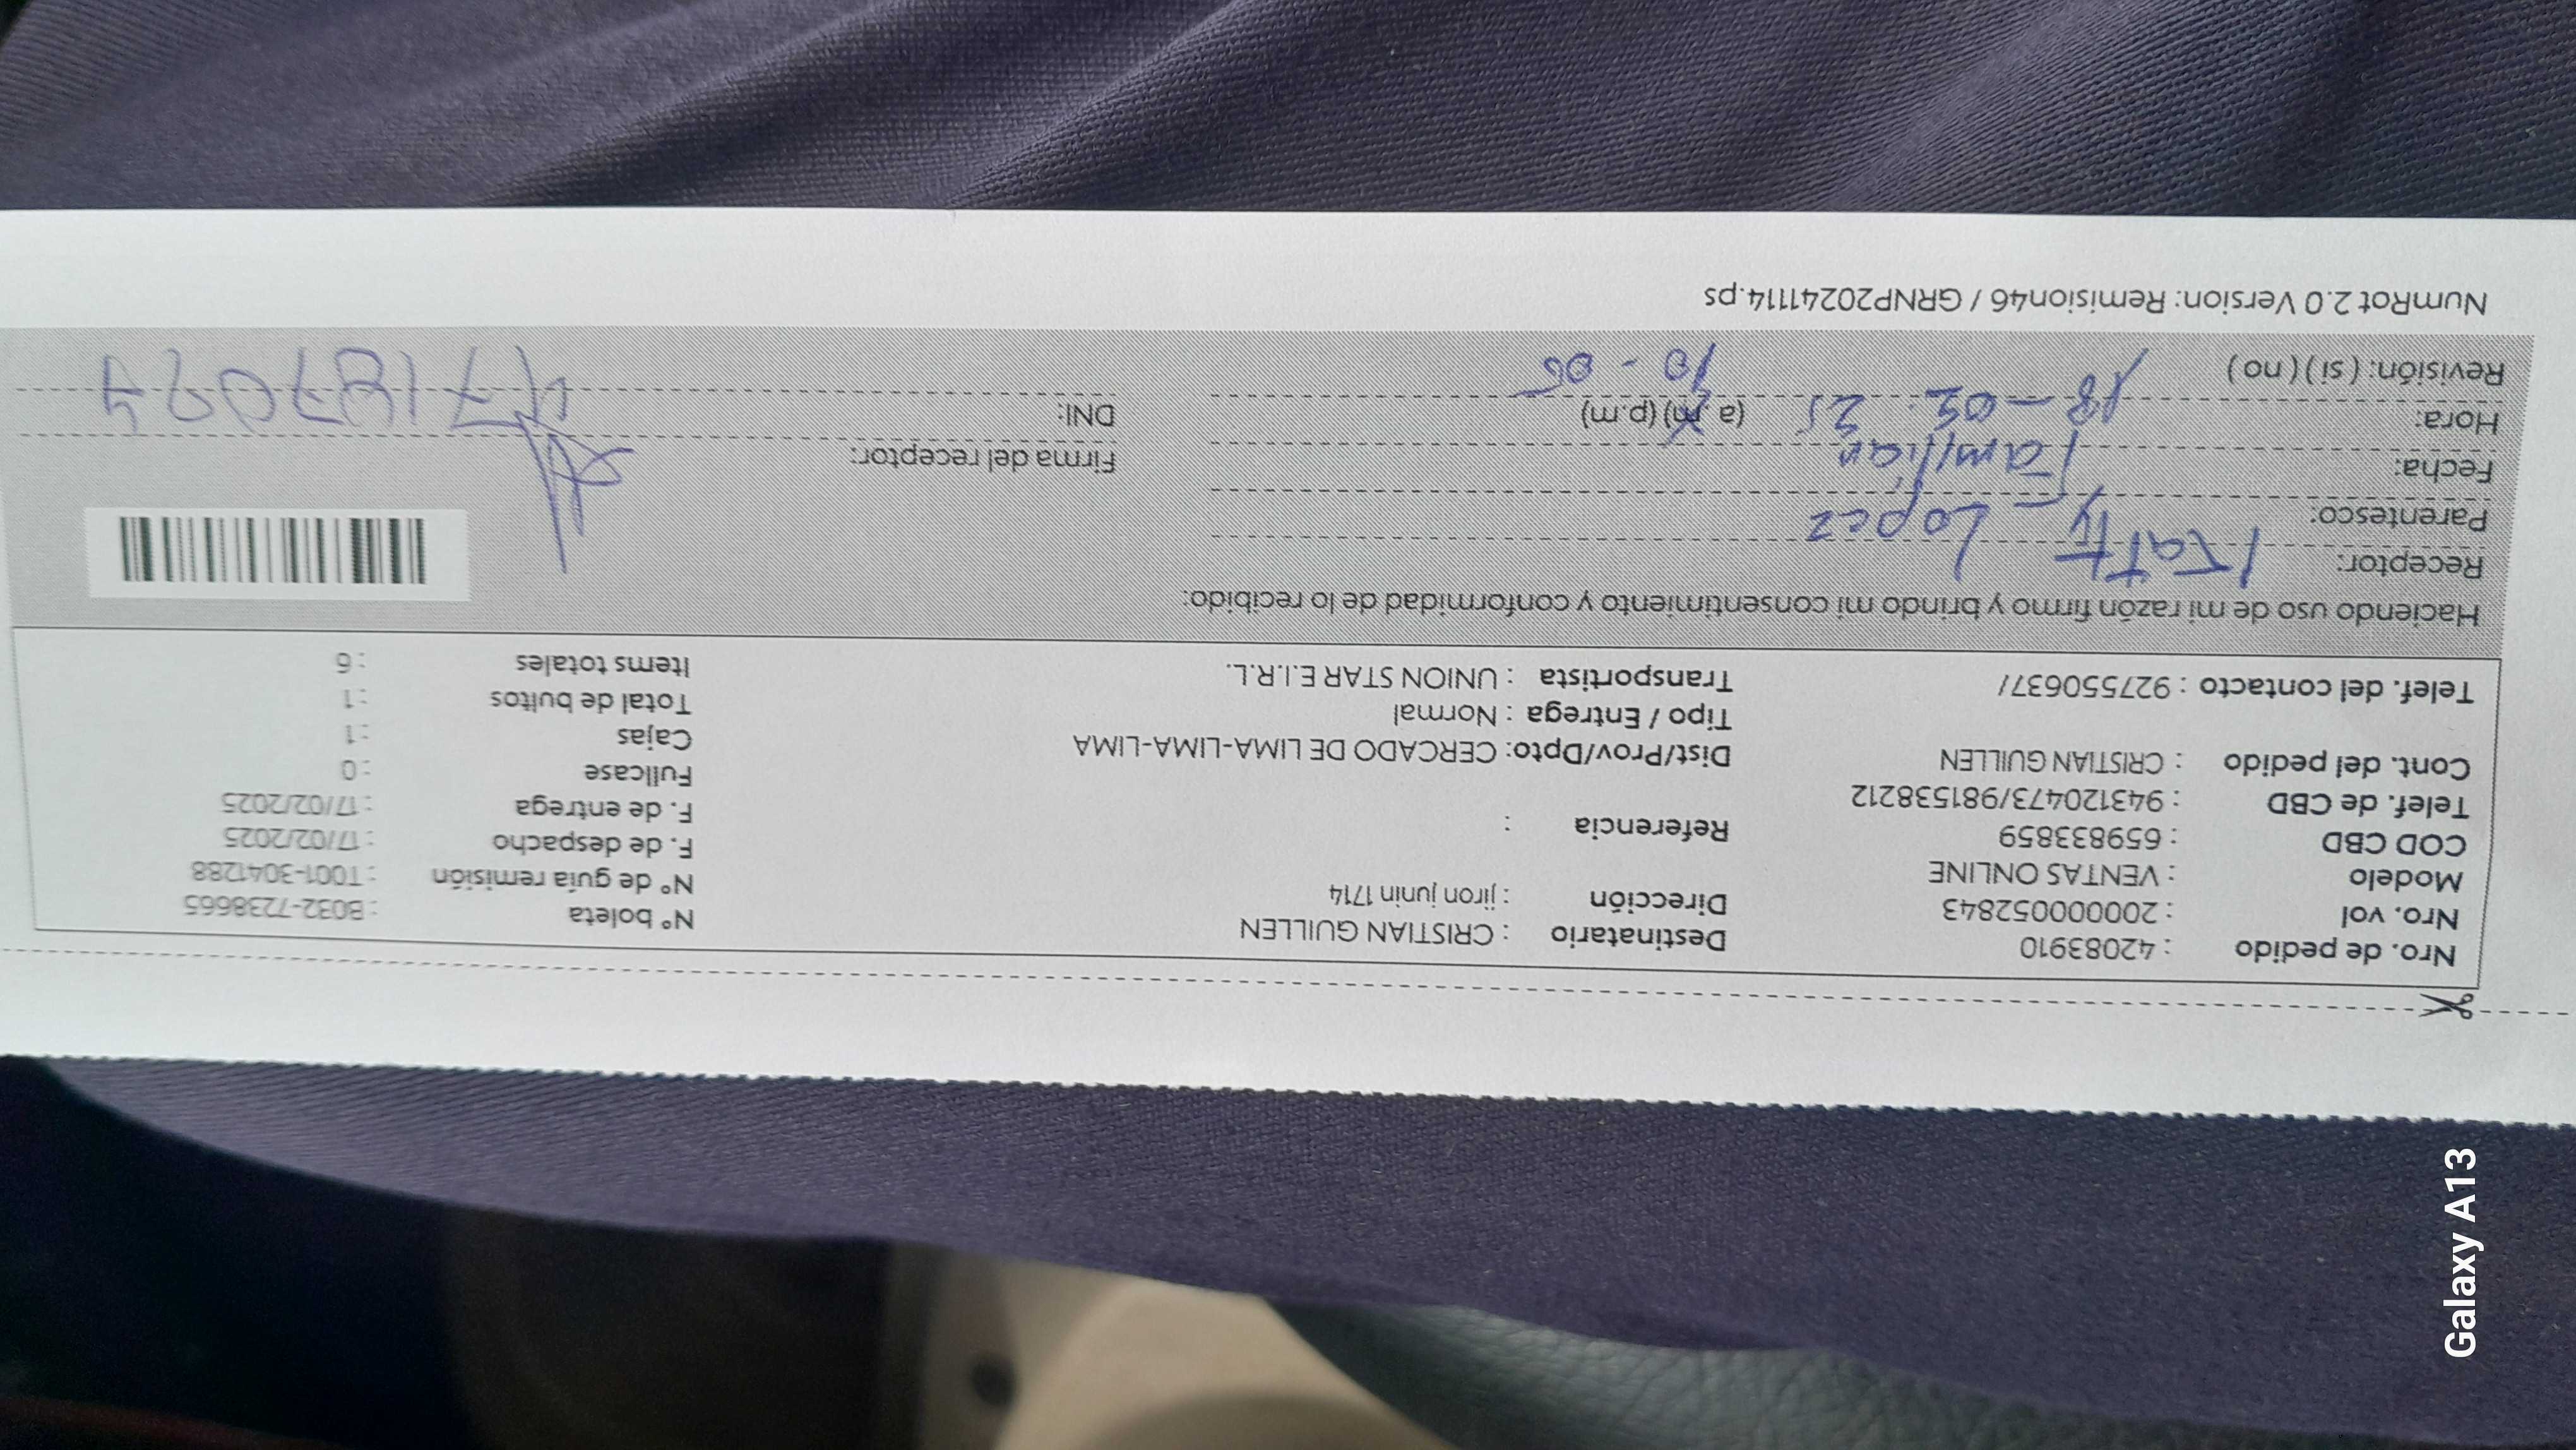 Nro. de pedido : 42083910
Nro. vol : 2000000052843
Modelo : VENTAS ONLINE
COD CBD : 659833859
Telef. de CBD : 943120473/981538212
Cont. del pedido : CRISTIAN GUILLEN
Telef. del contacto : 927550637/
Destinatario : CRISTIAN GUILLEN
Dirección : jiron junin 1714
Referencia :
Dist/Prov/Dpto: CERCADO DE LIMA-LIMA-LIMA
Tipo / Entrega : Normal
Transportista : UNION STAR E.I.R.L.
N° boleta : B032-7238665
N° de guía remisión : T001-3041288
F. de despacho : 17/02/2025
F. de entrega : 17/02/2025
Fullcase : 0
Cajas : 1
Total de bultos : 1
Items totales : 6
Haciendo uso de mi razón firmo y brindo mi consentimiento y conformidad de lo recibido:
Receptor: Katty Lopez
Parentesco: Familiar
Fecha: 18-02-25
Hora: 10-06 (a.m) (p.m)
Revisión: ( si ) ( no )
Firma del receptor:
DNI:
NumRot 2.0 Version: Remision46 / GRNP20241114.ps
Galaxy A13